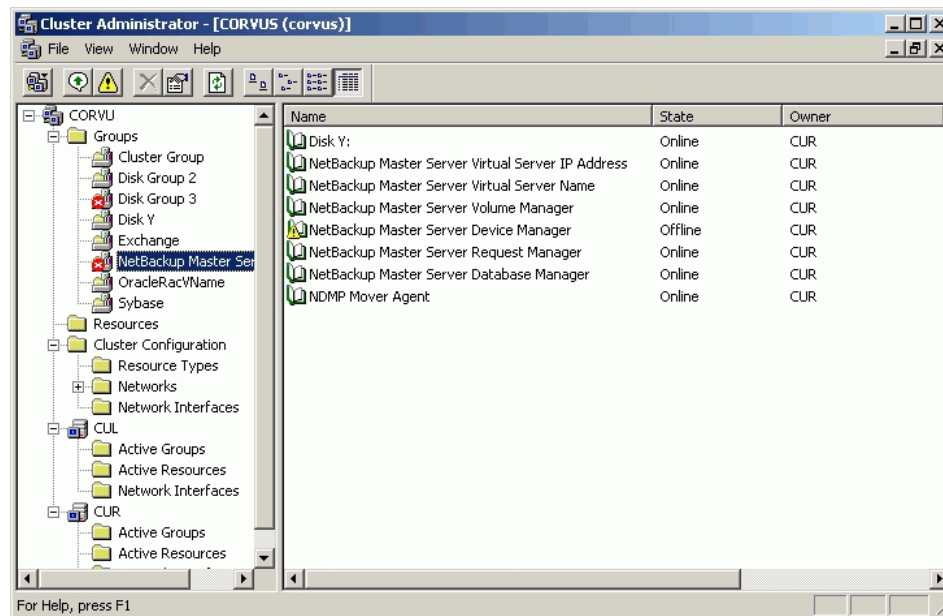 Cluster Administrator - [CORVUS (corvus)]
File View Window Help
CORVU
Groups
Cluster Group
Disk Group 2
Disk Group 3
Disk Y
Exchange
NetBackup Master Ser
OracleRacVName
Sybase
Resources
Cluster Configuration
Resource Types
Networks
Network Interfaces
CUL
Active Groups
Active Resources
Network Interfaces
CUR
Active Groups
Active Resources
Name State Owner
Disk Y: Online CUR
NetBackup Master Server Virtual Server IP Address Online CUR
NetBackup Master Server Virtual Server Name Online CUR
NetBackup Master Server Volume Manager Online CUR
NetBackup Master Server Device Manager Offline CUR
NetBackup Master Server Request Manager Online CUR
NetBackup Master Server Database Manager Online CUR
NDMP Mover Agent Online CUR
For Help, press F1